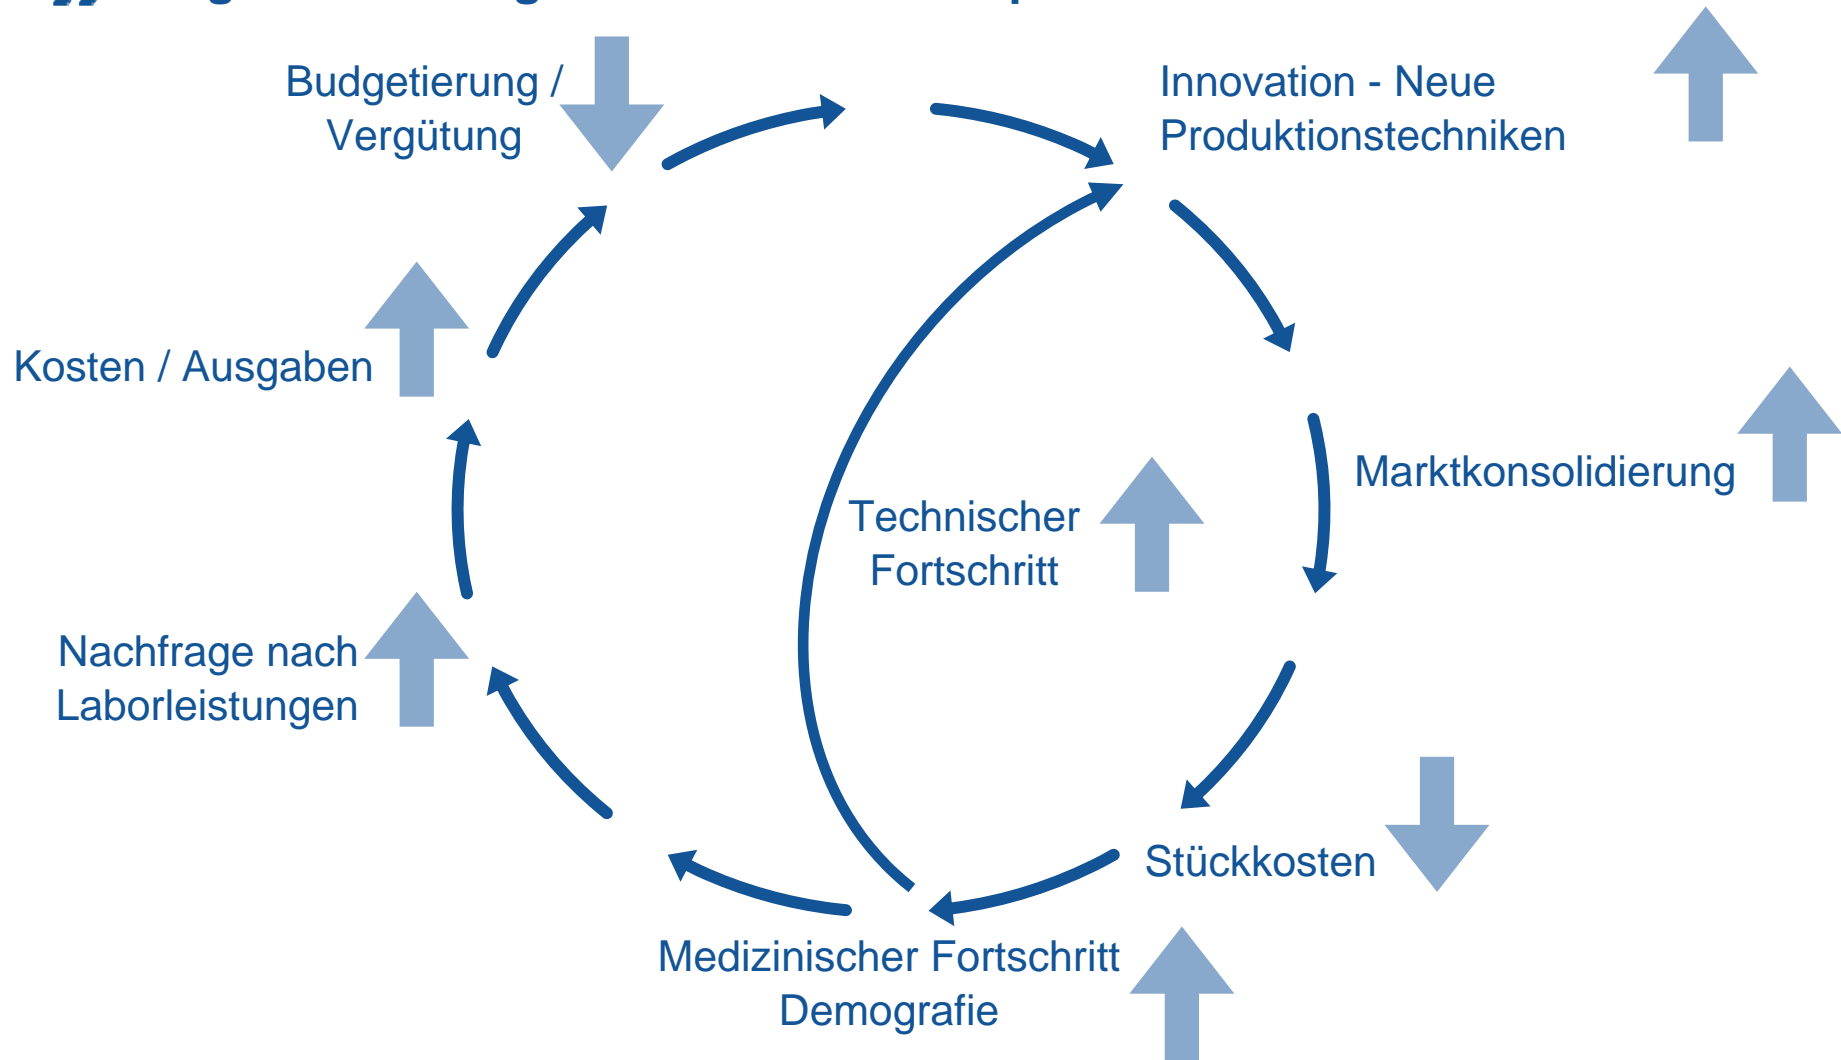 Budgetierung /
Vergütung
Innovation - Neue
Produktionstechniken
Kosten / Ausgaben
Marktkonsolidierung
Technischer
Fortschritt
Nachfrage nach
Laborleistungen
Stückkosten
Medizinischer Fortschritt
Demografie